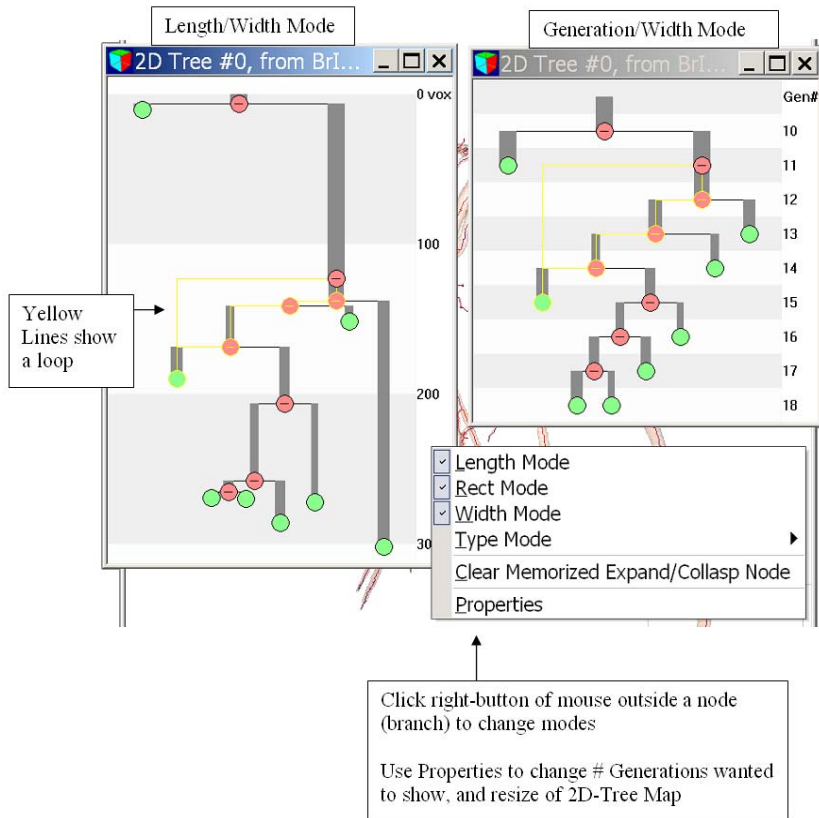 Length/Width Mode
Generation/Width Mode
2D Tree #0, from BrI...
2D Tree #0, from BrI...
0 vox
100
200
30
Gen#
10
11
12
13
14
15
16
17
18
Yellow
Lines show
a loop
Length Mode
Rect Mode
Width Mode
Type Mode
Clear Memorized Expand/Collasp Node
Properties
Click right-button of mouse outside a node
(branch) to change modes
Use Properties to change # Generations wanted
to show, and resize of 2D-Tree Map